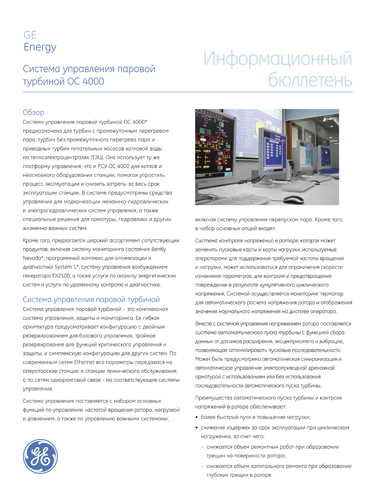 GE
Energy
Система управления паровой
турбиной ОС 4000
Информационный
бюллетень
Обзор
Система управления паровой турбиной ОС 4000*
предназначена для турбин с промежуточным перегревом
пара, турбин без промежуточного перегрева пара и
приводных турбин питательных насосов котловой воды
на теплоэлектроцентралях (ТЭЦ). Она использует ту же
платформу управления, что и РСУ ОС 4000 для котлов и
неосновного оборудования станции, помогая упростить
процесс эксплуатации и снизить затраты за весь срок
эксплуатации станции. В системе предусмотрены средства
управления для модернизации механико-гидравлических
и электрогидравлических систем управления, а также
специальные решения для арматуры, гидравлики и других
жизненно важных систем.
Кроме того, предлагается широкий ассортимент сопутствующих
продуктов, включая систему мониторинга состояния Bently
Nevada*, программный комплекс для оптимизации и
диагностики System 1*, систему управления возбуждением
генератора EX2100, а также услуги по анализу энергетических
систем и услуги по удаленному контролю и диагностике.
Система управления паровой турбиной
Система управления паровой турбиной – это комплексная
система управления, защиты и мониторинга. Ее гибкая
архитектура предусматривает конфигурацию с двойным
резервированием для базового управления, тройное
резервирование для функций критического управления и
защиты, и симплексную конфигурацию для других систем. По
современным сетям Ethernet все параметры передаются на
операторские станции и станции технического обслуживания,
а по сетям одноранговой связи - на соответствующие системы
управления.
Система управления поставляется с набором основных
функций по управлению частотой вращения ротора, нагрузкой
и давлением, а также по управлению важными системами,
включая систему управления перепуском пара. Кроме того,
в набор основных опций входят:
Система контроля напряжений в роторе, которая может
заменить пусковые карты и карты нагрузки, используемые
операторами для поддержания требуемой частоты вращения
и нагрузки, может использоваться для ограничения скорости
изменения параметров, для контроля и предотвращения
повреждения в результате кумулятивного циклического
напряжения. Системой осуществляется мониторинг термопар
для автоматического расчета напряжения ротора и отображения
значения нормального напряжения на дисплее оператора.
Вместе с системой управления напряжением ротора поставляется
система автоматического пуска турбины с функцией сбора
данных от датчиков расширения, эксцентриситета и вибрации,
позволяющая оптимизировать пусковые последовательности.
Может быть предусмотрена автоматическая синхронизация и
автоматическое управление электроприводной дренажной
арматурой с использованием или без использования
последовательности автоматического пуска турбины.
Преимущества автоматического пуска турбины и контроля
напряжений в роторе обеспечивают:
• более быстрый пуск и повышение нагрузки;
• снижение издержек за срок эксплуатации при циклическом
нагружении, за счет чего:
– снижается объем ремонтных работ при образовании
трещин на поверхности ротора;
– снижается объем капитального ремонта при образовании
глубоких трещин в роторе